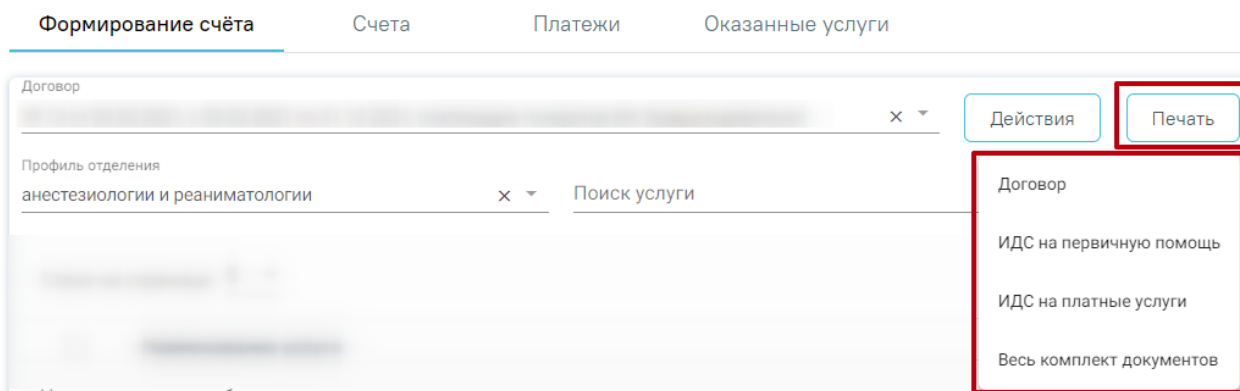 Формирование счёта Счета Платежи Оказанные услуги
Договор
Действия Печать
Профиль отделения
анестезиологии и реаниматологии Поиск услуги
Договор
ИДС на первичную помощь
ИДС на платные услуги
Весь комплект документов